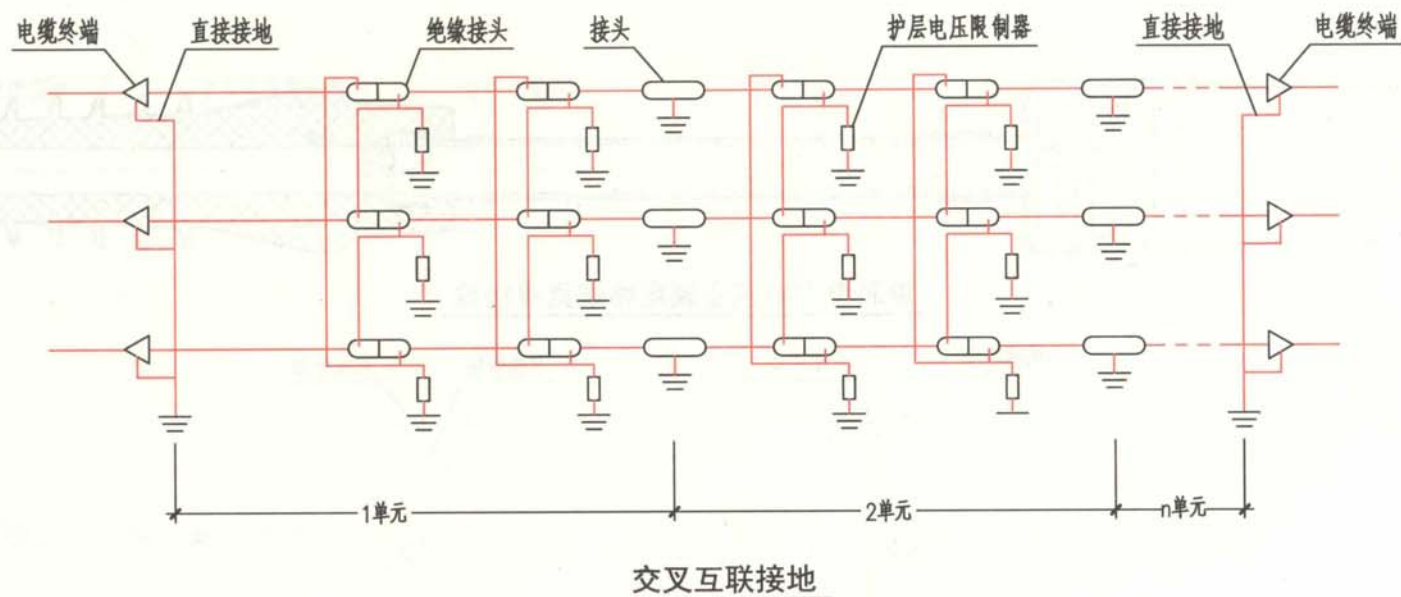 电缆终端
直接接地
绝缘接头
接头
护层电压限制器
直接接地
电缆终端
1单元
2单元
n单元
交叉互联接地